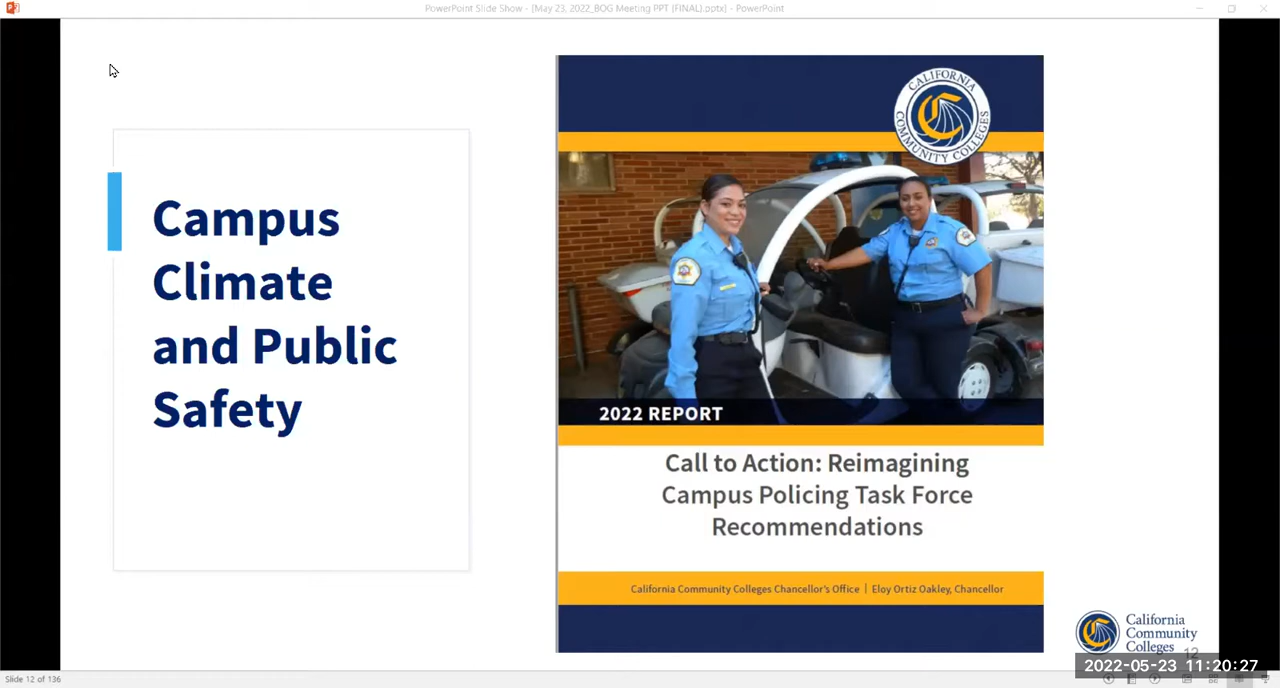 PowerPoint Slide Show - [May 23, 2022_BOG Meeting PPT (FINAL).pptx] - PowerPoint
Campus
Climate
and Public
Safety
CALIFORNIA
COMMUNITY COLLEGES
2022 REPORT
Call to Action: Reimagining
Campus Policing Task Force
Recommendations
California Community Colleges Chancellor's Office | Eloy Ortiz Oakley, Chancellor
California
Community
Colleges
12
2022-05-23 11:20:27
Slide 12 of 136